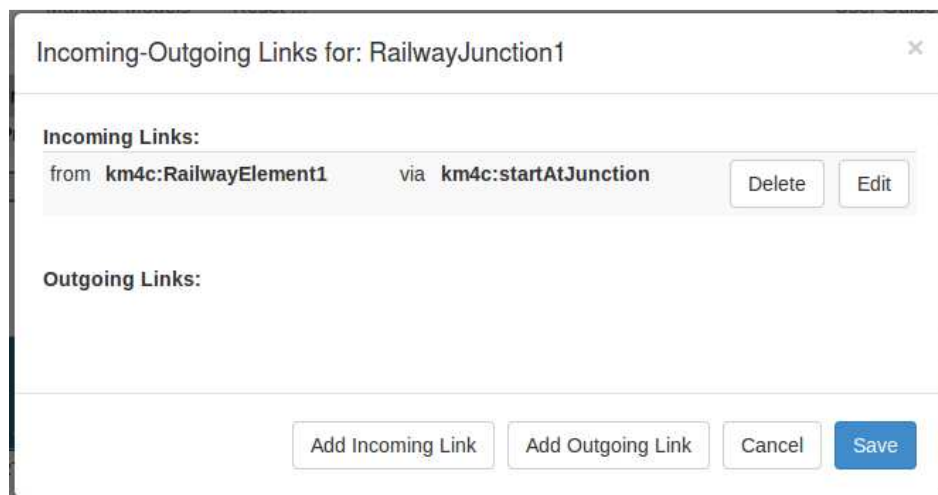 Incoming-Outgoing Links for: RailwayJunction1 ×
Incoming Links:
from km4c:RailwayElement1 via km4c:startAtJunction Delete Edit
Outgoing Links:
Add Incoming Link Add Outgoing Link Cancel Save